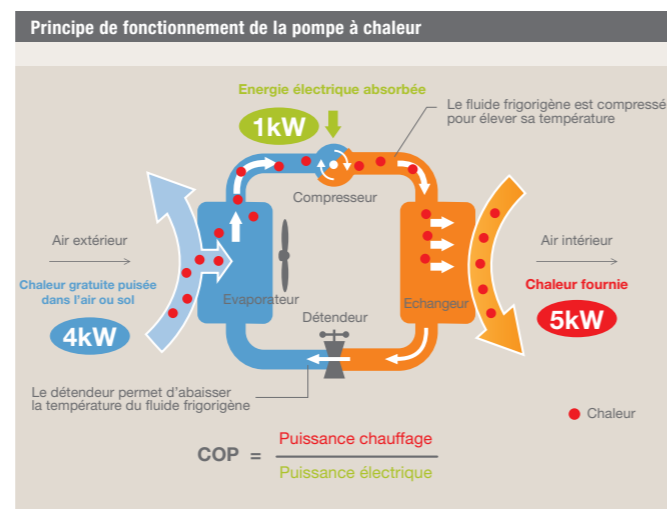 Principe de fonctionnement de la pompe à chaleur
Energie électrique absorbée
1kW
Le fluide frigorigène est compressé
pour élever sa température
Compresseur
Air extérieur
Chaleur gratuite puisée
dans l'air ou sol
4kW
Evaporateur
Détendeur
Echangeur
Air intérieur
Chaleur fournie
5kW
Le détendeur permet d'abaisser
la température du fluide frigorigène
Chaleur
COP = Puissance chauffage
Puissance électrique